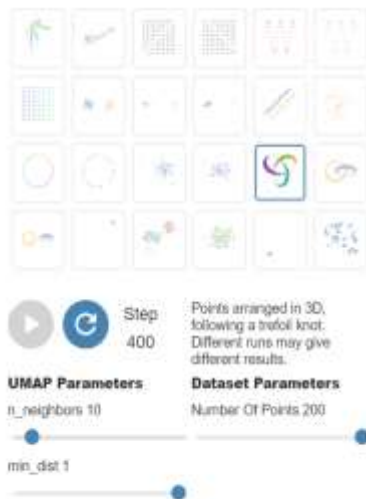 Step
400
Points arranged in 3D,
following a trefoil knot.
Different runs may give
different results.
UMAP Parameters
n_neighbors 10
min_dist 1
Dataset Parameters
Number Of Points 200